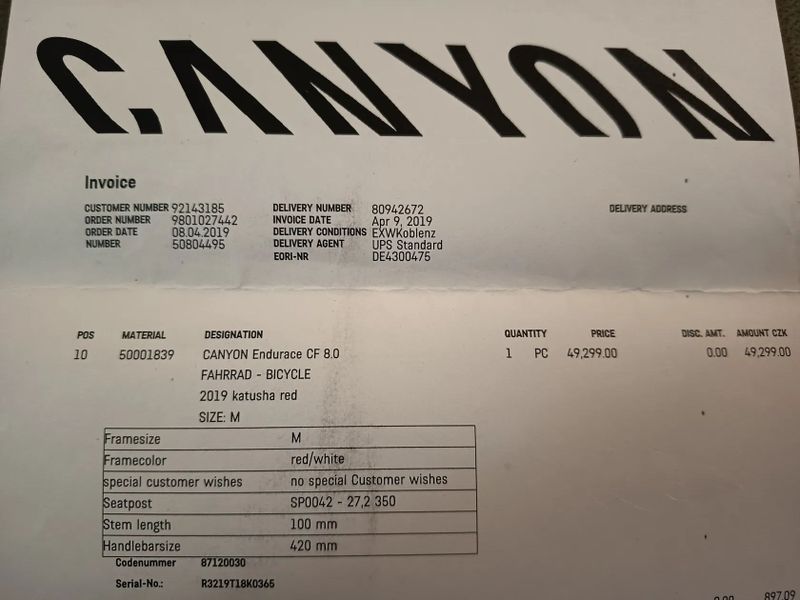 CANYON
Invoice
CUSTOMER NUMBER 92143185 DELIVERY NUMBER 80942672 DELIVERY ADDRESS
ORDER NUMBER 9801027442 INVOICE DATE Apr 9, 2019
ORDER DATE 08.04.2019 DELIVERY CONDITIONS EXWKoblenz
NUMBER 50804495 DELIVERY AGENT UPS Standard
EORI-NR DE4300475
POS MATERIAL DESIGNATION QUANTITY PRICE DISC. AMT. AMOUNT CZK
10 50001839 CANYON Endurace CF 8.0 1 PC 49,299.00 0.00 49,299.00
FAHRRAD - BICYCLE
2019 katusha red
SIZE: M
Framesize M
Framecolor red/white
special customer wishes no special Customer wishes
Seatpost SP0042 - 27,2 350
Stem length 100 mm
Handlebarsize 420 mm
Codenummer 87120030
Serial-No.: R3219T18K0365
0.00 897.09